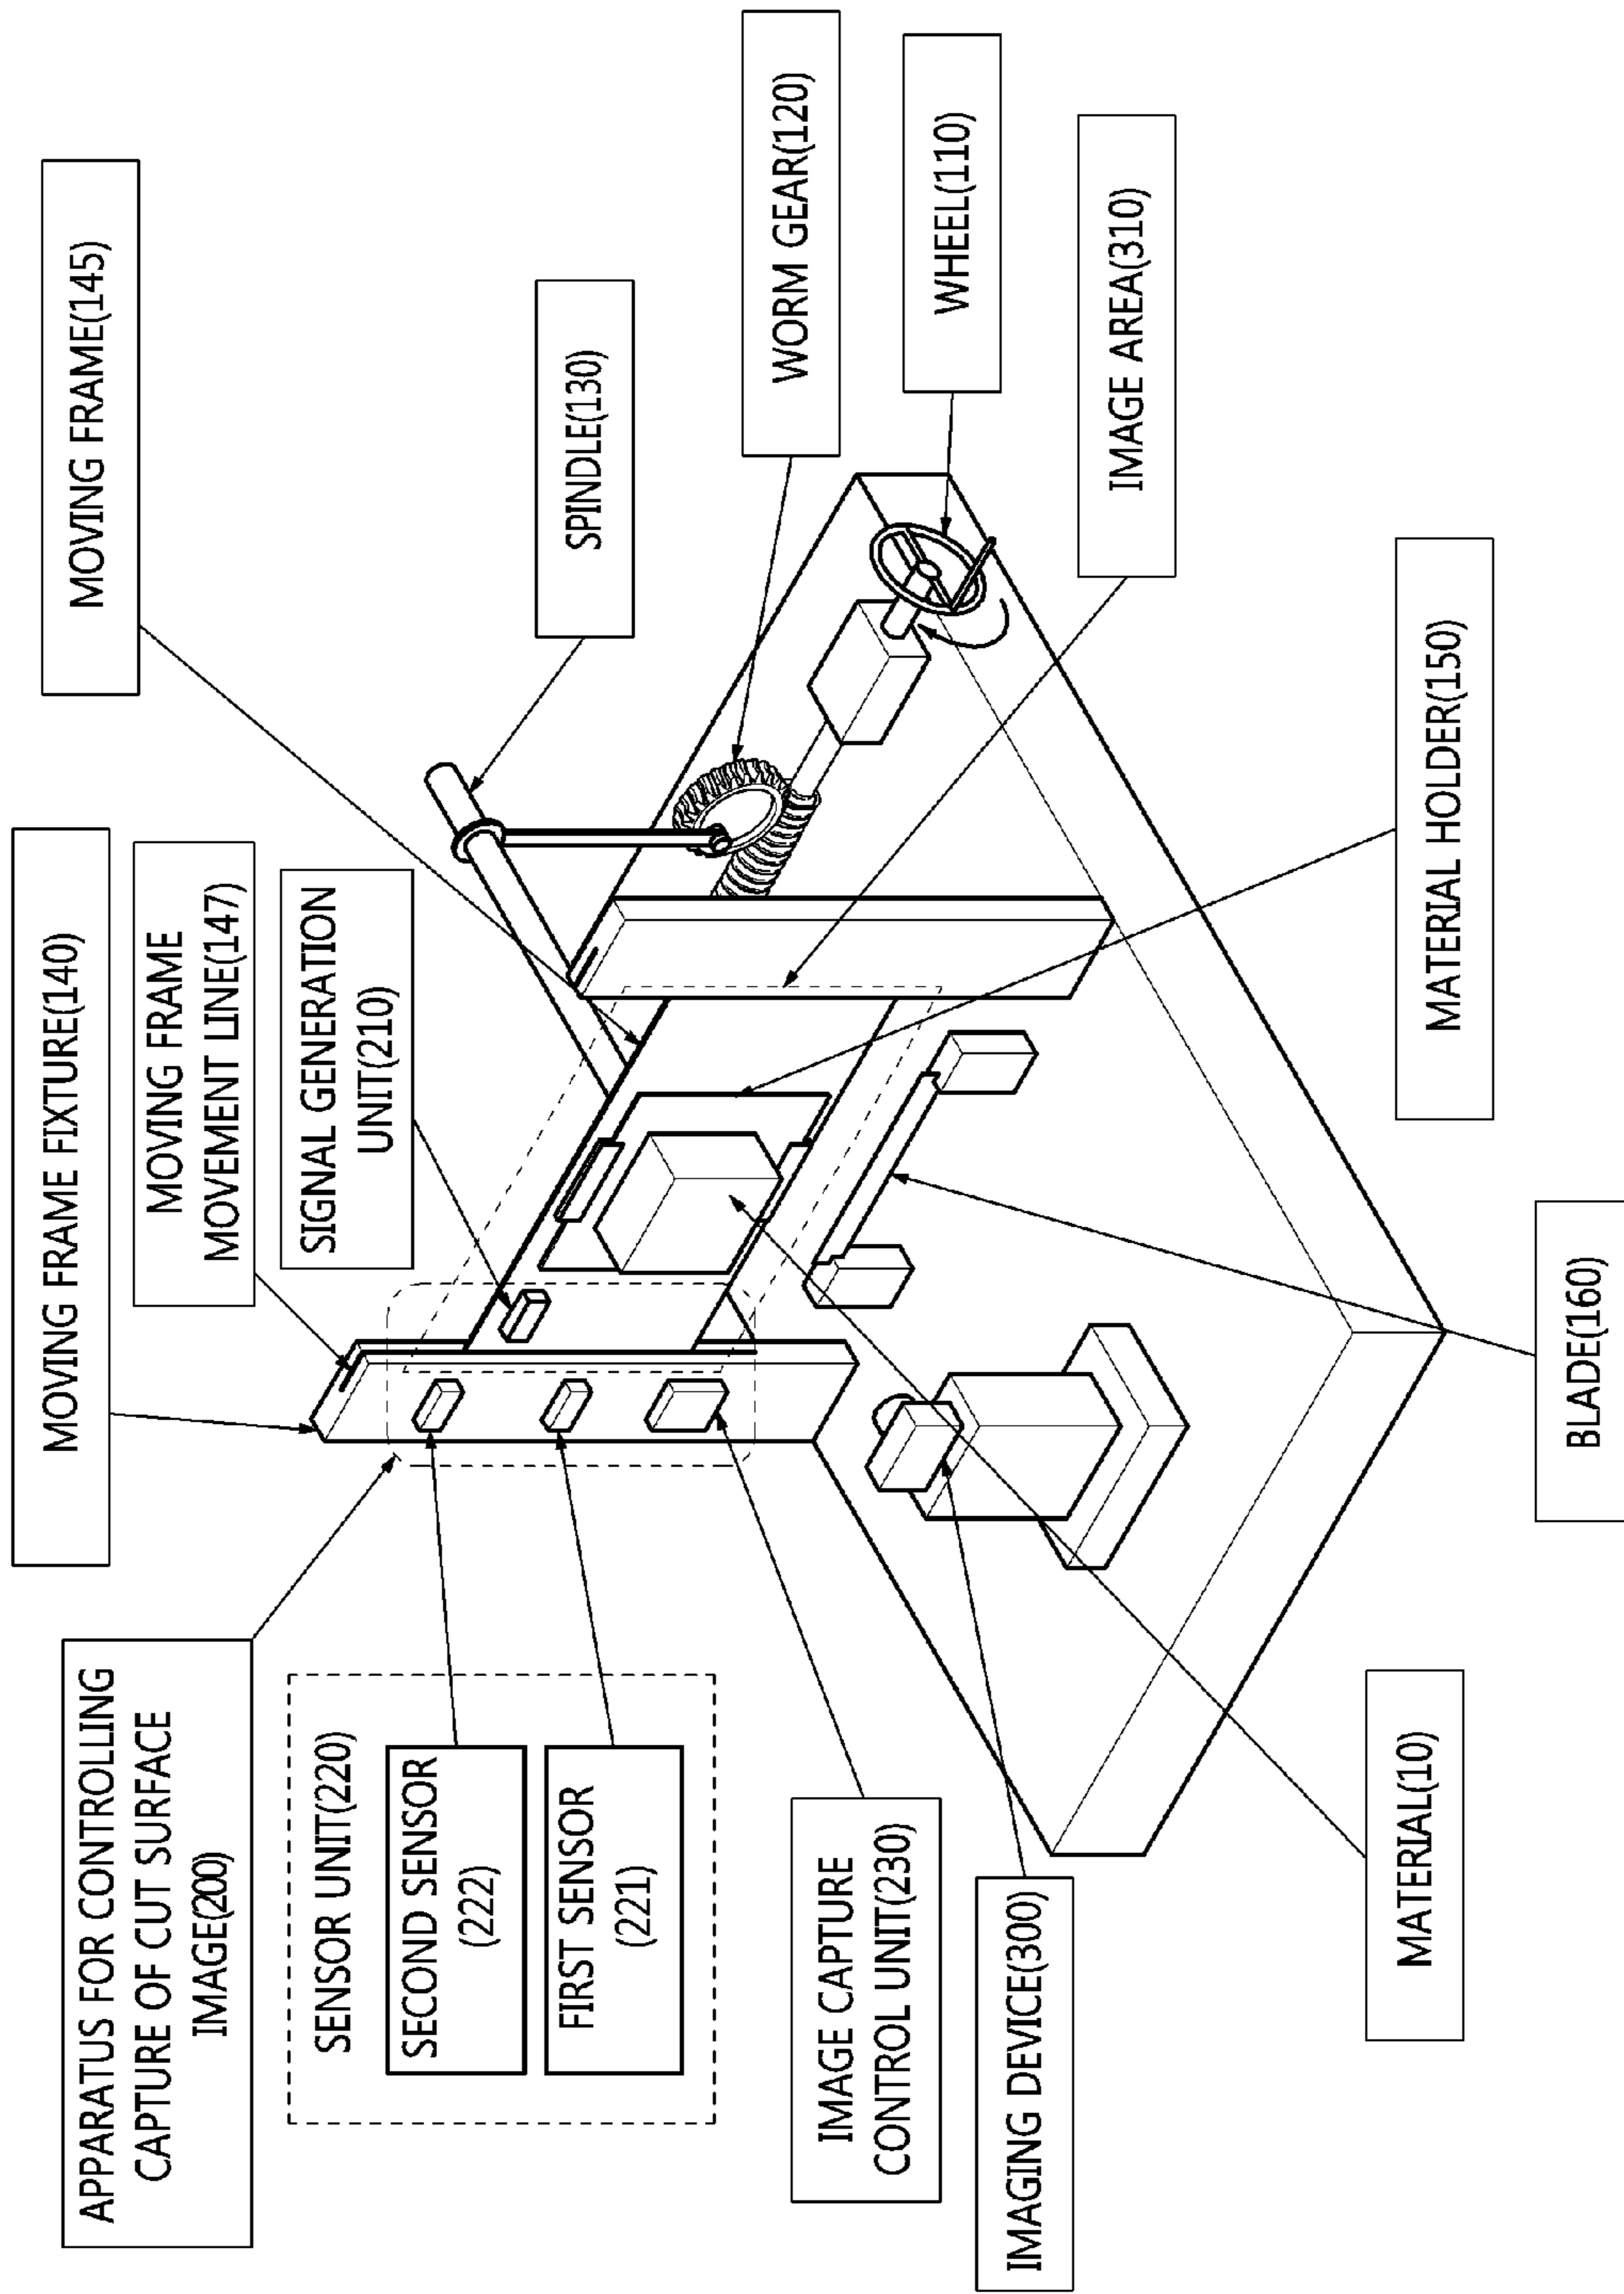 APPARATUS FOR CONTROLLING
CAPTURE OF CUT SURFACE
IMAGE(200)
MOVING FRAME FIXTURE(140)
MOVING FRAME
MOVEMENT LINE(147)
SIGNAL GENERATION
UNIT(210)
MOVING FRAME(145)
SPINDLE(130)
WORM GEAR(120)
WHEEL(110)
IMAGE AREA(310)
MATERIAL HOLDER(150)
BLADE(160)
MATERIAL(10)
IMAGING DEVICE(300)
IMAGE CAPTURE
CONTROL UNIT(230)
SENSOR UNIT(220)
SECOND SENSOR
(222)
FIRST SENSOR
(221)